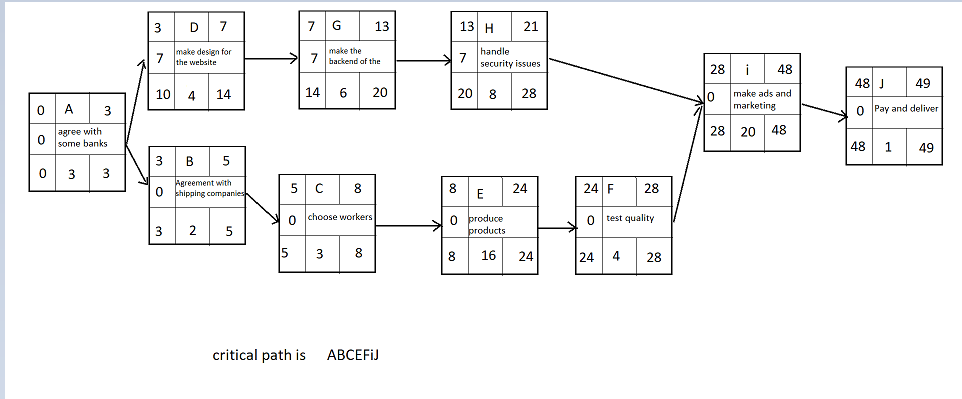 3 D 7
7 make design for
the website
10 4 14
7 G 13
7 make the
backend of the
14 6 20
13 H 21
7 handle
security issues
20 8 28
28 i 48
0 make ads and
marketing
28 20 48
48 J 49
0 Pay and deliver
48 1 49
0 A 3
0 agree with
some banks
0 3 3
3 B 5
0 Agreement with
shipping companies
3 2 5
5 C 8
0 choose workers
5 3 8
8 E 24
0 produce
products
8 16 24
24 F 28
0 test quality
24 4 28
critical path is ABCEFiJ